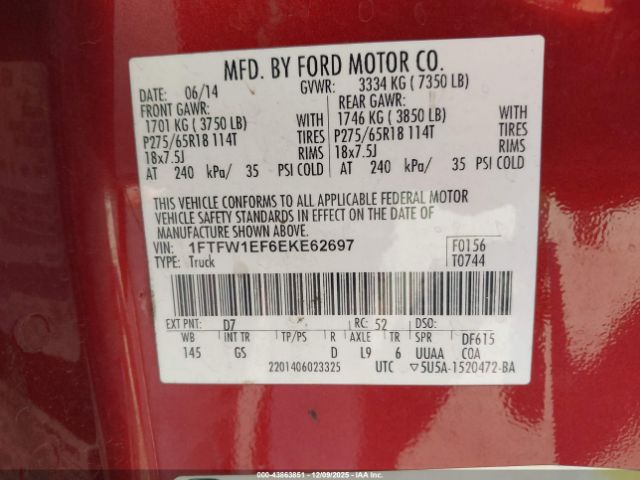 MFD. BY FORD MOTOR CO.
DATE: 06/14 GVWR: 3334 KG ( 7350 LB)
FRONT GAWR: REAR GAWR:
1701 KG ( 3750 LB) WITH 1746 KG ( 3850 LB) WITH
P275/65R18 114T TIRES P275/65R18 114T TIRES
18x7.5J RIMS 18x7.5J RIMS
AT 240 kPa/ 35 PSI COLD AT 240 kPa/ 35 PSI COLD
THIS VEHICLE CONFORMS TO ALL APPLICABLE FEDERAL MOTOR
VEHICLE SAFETY STANDARDS IN EFFECT ON THE DATE OF
MANUFACTURE SHOWN ABOVE.
VIN: 1FTFW1EF6EKE62697 F0156
TYPE: Truck T0744
EXT PNT: D7 RC: 52 DSO:
WB INT TR TP/PS R AXLE TR SPR DF615
145 GS D L9 6 UUAA COA
2201406023325 UTC ▽5U5A-1520472-BA
000-43863851 | 12/09/2025 - IAA Inc.